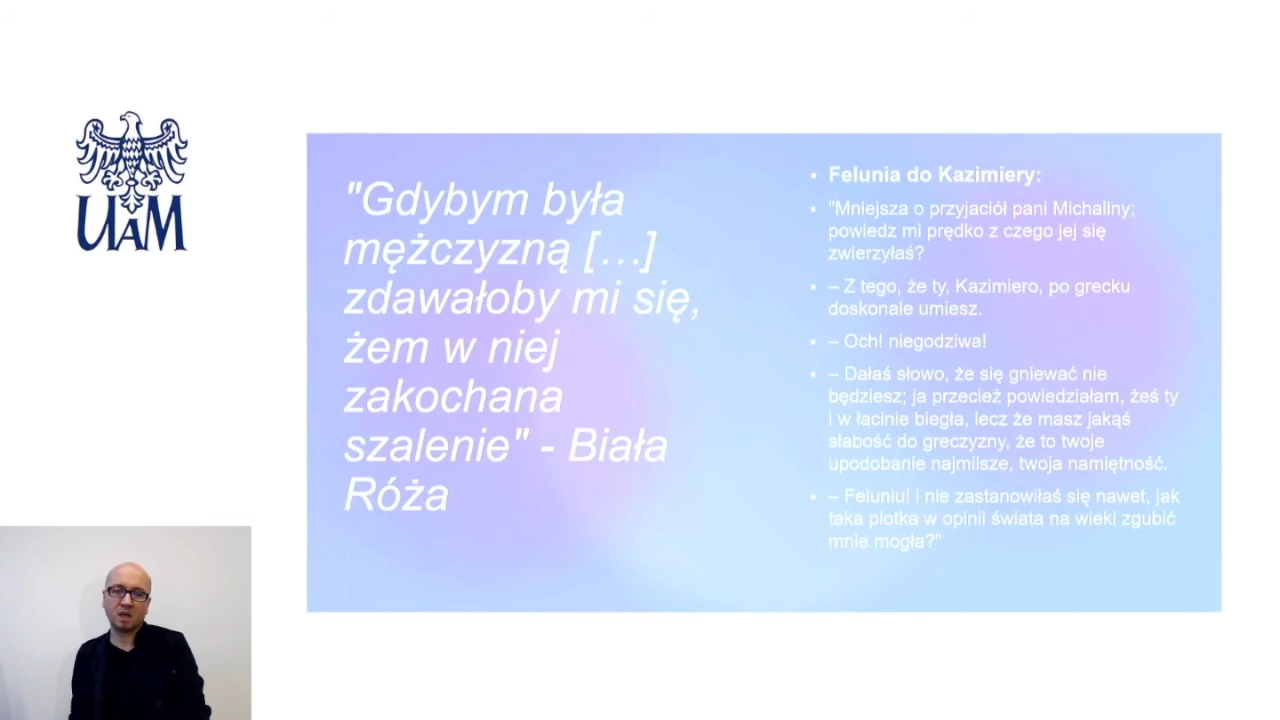 UAM
"Gdybym była
mężczyzną […]
zdawałoby mi się,
żem w niej
zakochana
szalenie" - Biała
Róża
▪ Felunia do Kazimiery:
▪ "Mniejsza o przyjaciół pani Michaliny;
powiedz mi prędko z czego jej się
zwierzyłaś?
▪ – Z tego, że ty, Kazimiero, po grecku
doskonale umiesz.
▪ – Och! niegodziwa!
▪ – Dałaś słowo, że się gniewać nie
będziesz; ja przecież powiedziałam, żeś ty
i w łacinie biegła, lecz że masz jakąś
słabość do greczyzny, że to twoje
upodobanie najmilsze, twoja namiętność.
▪ – Feluniu! i nie zastanowiłaś się nawet, jak
taka plotka w opinii świata na wieki zgubić
mnie mogła?"